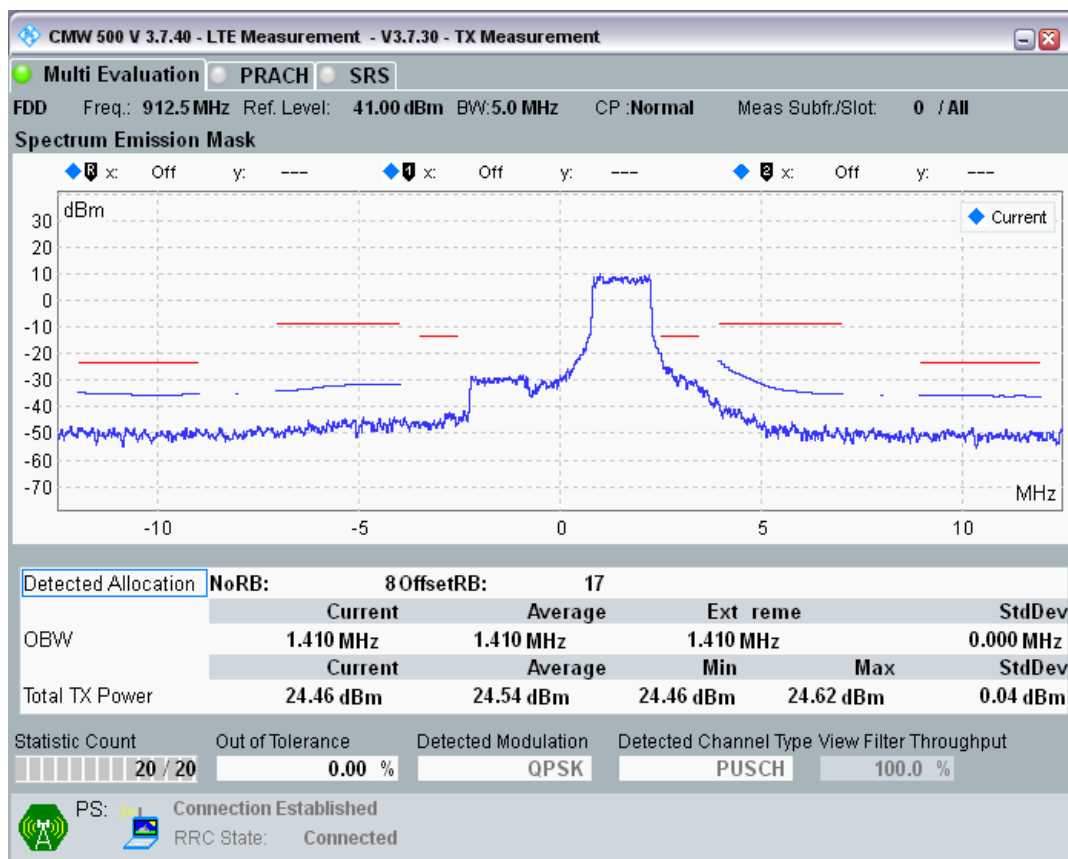 CMW 500 V 3.7.40 - LTE Measurement - V3.7.30 - TX Measurement
Multi Evaluation PRACH SRS
FDD Freq.: 912.5 MHz Ref. Level: 41.00 dBm BW:5.0 MHz CP :Normal Meas Subfr./Slot: 0 / All
Spectrum Emission Mask
R x: Off y: --- 1 x: Off y: --- 2 x: Off y: ---
dBm
Current
30
20
10
0
-10
-20
-30
-40
-50
-60
-70
MHz
-10 -5 0 5 10
Detected Allocation NoRB: 8 OffsetRB: 17
Current Average Ext reme StdDev
OBW 1.410 MHz 1.410 MHz 1.410 MHz 0.000 MHz
Current Average Min Max StdDev
Total TX Power 24.46 dBm 24.54 dBm 24.46 dBm 24.62 dBm 0.04 dBm
Statistic Count Out of Tolerance Detected Modulation Detected Channel Type View Filter Throughput
20 / 20 0.00 % QPSK PUSCH 100.0 %
PS: Connection Established
RRC State: Connected